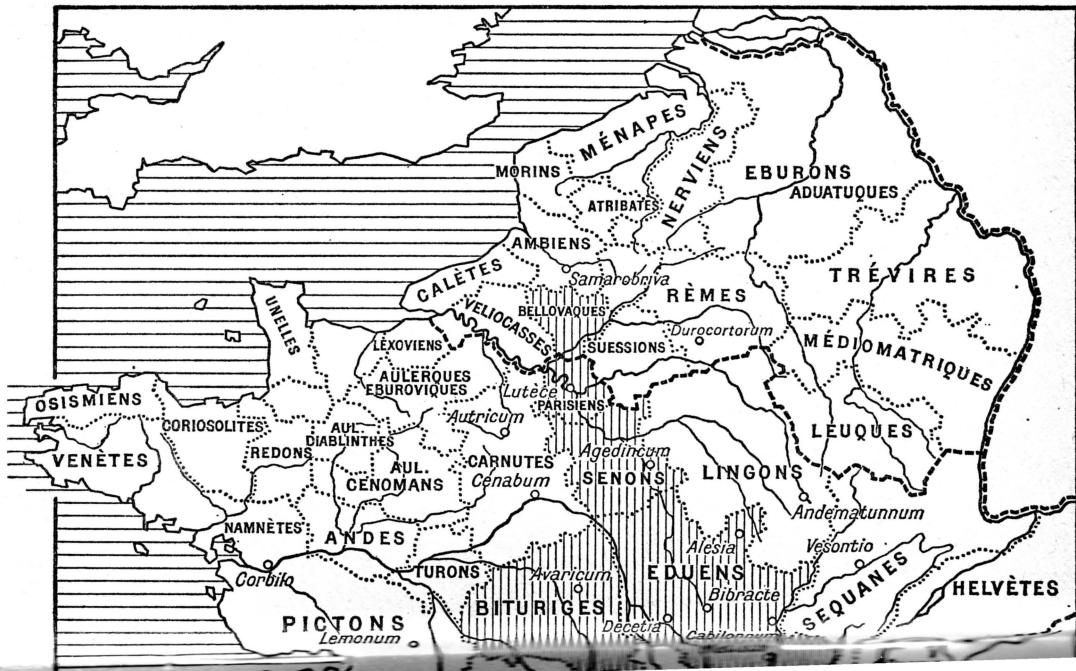 MÉNAPES
MORINS
NERVIENS
EBURONS
ADUATUQUES
ATRIBATES
AMBIENS
Samarobriva
CALÈTES
TRÉVIRES
RÈMES
UNELLES
VELIOCASSES
BELLOVAQUES
Durocortorum
LÈXOVIENS
SUESSIONS
MÉDIOMATRIQUES
AULERQUES
EBUROVIQUES
Lutèce
OSISMIENS
PARISIENS
Autricum
CORIOSOLITES
AUL.
DIABLINTHES
LEUQUES
VENÈTES
REDONS
Agedincum
AUL.
CENOMANS
CARNUTES
Cénabum
SENONS
LINGONS
Andematunnum
NAMNÈTES
ANDES
Alesia
Vesontio
Corbilo
TURONS
Avaricum
EDUENS
SEQUANES
HELVÈTES
BITURIGES
Bibracte
PICTONS
Decetia
Lemonum